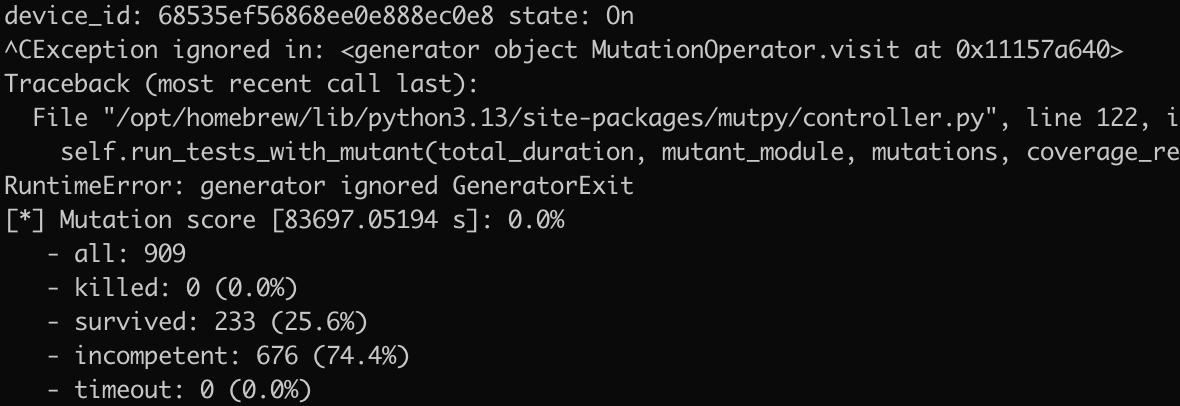 device_id: 68535ef56868ee0e888ec0e8 state: On
^CException ignored in: <generator object MutationOperator.visit at 0x11157a640>
Traceback (most recent call last):
  File "/opt/homebrew/lib/python3.13/site-packages/mutpy/controller.py", line 122, i
    self.run_tests_with_mutant(total_duration, mutant_module, mutations, coverage_re
RuntimeError: generator ignored GeneratorExit
[*] Mutation score [83697.05194 s]: 0.0%
   - all: 909
   - killed: 0 (0.0%)
   - survived: 233 (25.6%)
   - incompetent: 676 (74.4%)
   - timeout: 0 (0.0%)